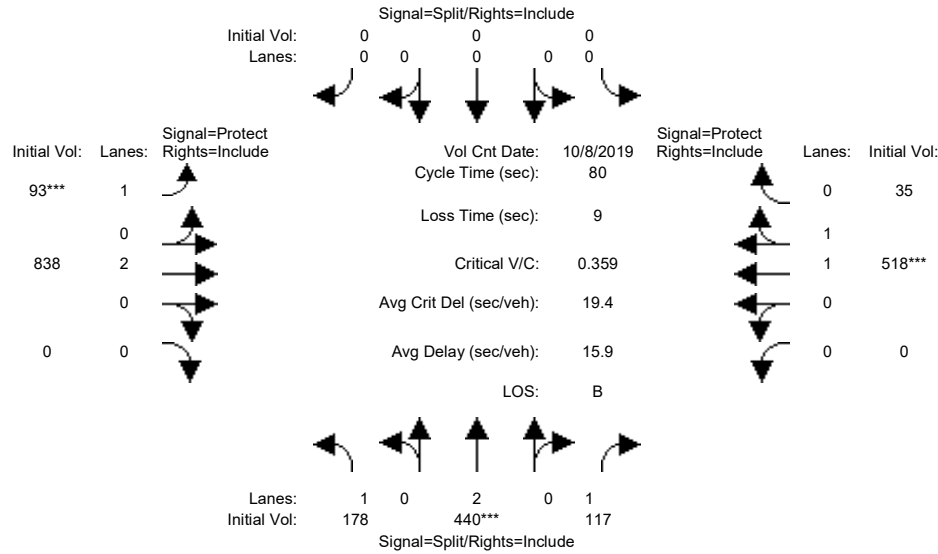 Signal=Split/Rights=Include
Initial Vol: 0 0 0
Lanes: 0 0 0 0 0
Signal=Protect Signal=Protect
Initial Vol: Lanes: Rights=Include Vol Cnt Date: 10/8/2019 Rights=Include Lanes: Initial Vol:
Cycle Time (sec): 80
93*** 1 0 35
Loss Time (sec): 9
0 1
838 2 Critical V/C: 0.359 1 518***
0 Avg Crit Del (sec/veh): 19.4 0
0 0 Avg Delay (sec/veh): 15.9 0 0
LOS: B
Lanes: 1 0 2 0 1
Initial Vol: 178 440*** 117
Signal=Split/Rights=Include